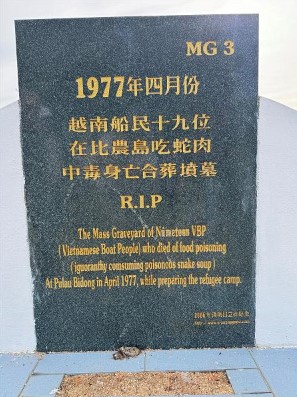 MG 3
1977年四月份
越南船民十九位
在比農島吃蛇肉
中毒身亡合葬墳墓
R.I.P
The Mass Graveyard of Nineteen VBP
(Vietnamese Boat People) who died of food poisoning
(ignoranthy comsuming poisonods snake soup)
At Pulau Bidong in April 1977, while preparing the refugee camp.